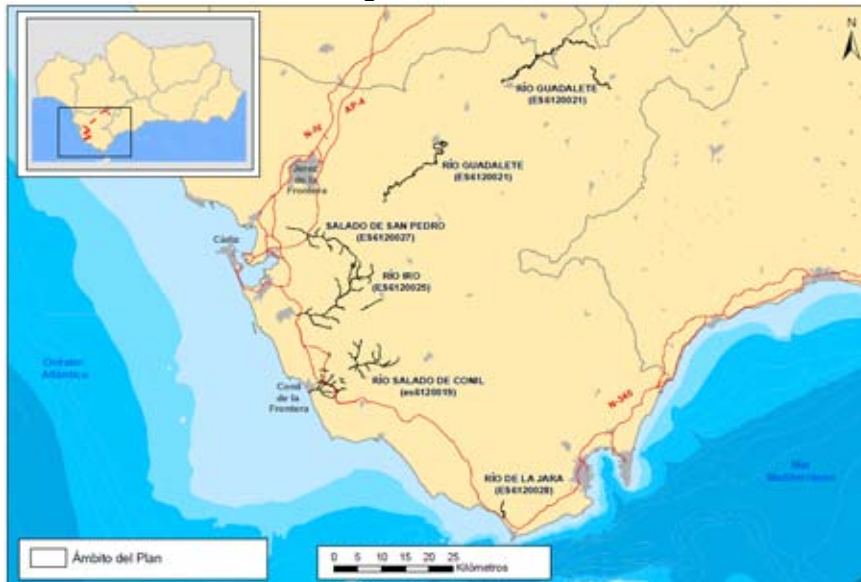 N
RÍO GUADALETE
(ES6120021)
AP-4
N-IV
RÍO GUADALETE
(ES6120021)
Jerez
de la
Frontera
SALADO DE SAN PEDRO
(ES6120027)
Cádiz
RÍO IRO
(ES6120025)
Océano
Atlántico
RÍO SALADO DE CONIL
(es6120019)
Conil
de la
Frontera
N-340
RÍO DE LA JARA
(ES6120028)
Mar
Mediterráneo
Ámbito del Plan
0 5 10 15 20 25
Kilómetros